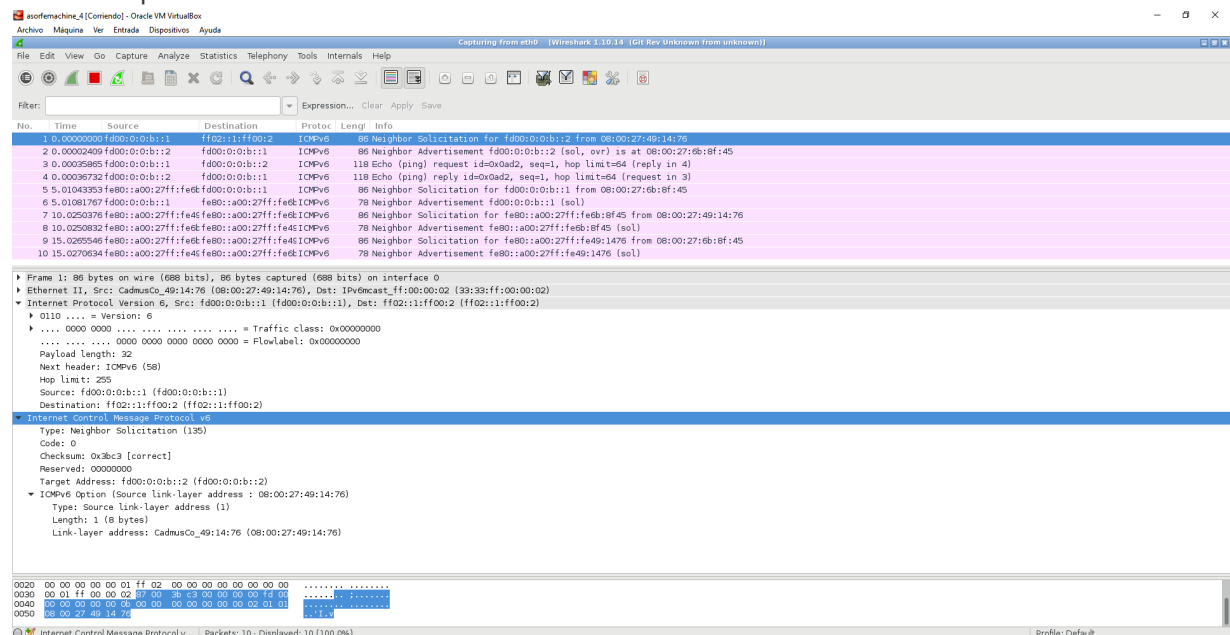 asorfemachine_4 [Corriendo] - Oracle VM VirtualBox
Archivo Máquina Ver Entrada Dispositivos Ayuda
Capturing from eth0 [Wireshark 1.10.14 (Git Rev Unknown from unknown)]
File Edit View Go Capture Analyze Statistics Telephony Tools Internals Help
Filter: Expression... Clear Apply Save
No. Time Source Destination Protoc Lengt Info
1 0.00000000 fd00:0:0:b::1 ff02::1:ff00:2 ICMPv6 86 Neighbor Solicitation for fd00:0:0:b::2 from 08:00:27:49:14:76
2 0.00002409 fd00:0:0:b::2 fd00:0:0:b::1 ICMPv6 86 Neighbor Advertisement fd00:0:0:b::2 (sol, ovr) is at 08:00:27:6b:8f:45
3 0.00035865 fd00:0:0:b::1 fd00:0:0:b::2 ICMPv6 118 Echo (ping) request id=0x0ad2, seq=1, hop limit=64 (reply in 4)
4 0.00036732 fd00:0:0:b::2 fd00:0:0:b::1 ICMPv6 118 Echo (ping) reply id=0x0ad2, seq=1, hop limit=64 (request in 3)
5 5.01043353 fe80::a00:27ff:fe6b fd00:0:0:b::1 ICMPv6 86 Neighbor Solicitation for fd00:0:0:b::1 from 08:00:27:6b:8f:45
6 5.01081767 fd00:0:0:b::1 fe80::a00:27ff:fe6b ICMPv6 78 Neighbor Advertisement fd00:0:0:b::1 (sol)
7 10.0250376 fe80::a00:27ff:fe49 fe80::a00:27ff:fe6b ICMPv6 86 Neighbor Solicitation for fe80::a00:27ff:fe6b:8f45 from 08:00:27:49:14:76
8 10.0250832 fe80::a00:27ff:fe6b fe80::a00:27ff:fe49 ICMPv6 78 Neighbor Advertisement fe80::a00:27ff:fe6b:8f45 (sol)
9 15.0265546 fe80::a00:27ff:fe6b fe80::a00:27ff:fe49 ICMPv6 86 Neighbor Solicitation for fe80::a00:27ff:fe49:1476 from 08:00:27:6b:8f:45
10 15.0270634 fe80::a00:27ff:fe49 fe80::a00:27ff:fe6b ICMPv6 78 Neighbor Advertisement fe80::a00:27ff:fe49:1476 (sol)
Frame 1: 86 bytes on wire (688 bits), 86 bytes captured (688 bits) on interface 0
Ethernet II, Src: CadmusCo_49:14:76 (08:00:27:49:14:76), Dst: IPv6mcast_ff:00:00:02 (33:33:ff:00:00:02)
Internet Protocol Version 6, Src: fd00:0:0:b::1 (fd00:0:0:b::1), Dst: ff02::1:ff00:2 (ff02::1:ff00:2)
0110 .... = Version: 6
.... 0000 0000 .... .... .... .... .... = Traffic class: 0x00000000
.... .... .... 0000 0000 0000 0000 0000 = Flowlabel: 0x00000000
Payload length: 32
Next header: ICMPv6 (58)
Hop limit: 255
Source: fd00:0:0:b::1 (fd00:0:0:b::1)
Destination: ff02::1:ff00:2 (ff02::1:ff00:2)
Internet Control Message Protocol v6
Type: Neighbor Solicitation (135)
Code: 0
Checksum: 0x3bc3 [correct]
Reserved: 00000000
Target Address: fd00:0:0:b::2 (fd00:0:0:b::2)
ICMPv6 Option (Source link-layer address : 08:00:27:49:14:76)
Type: Source link-layer address (1)
Length: 1 (8 bytes)
Link-layer address: CadmusCo_49:14:76 (08:00:27:49:14:76)
0020 00 00 00 00 00 01 ff 02 00 00 00 00 00 00 00 00 ........ ........
0030 00 01 ff 00 00 02 87 00 3b c3 00 00 00 00 fd 00 ........ ;.......
0040 00 00 00 00 00 0b 00 00 00 00 00 00 00 02 01 01 ........ ........
0050 08 00 27 49 14 76 ..'I.v
Internet Control Message Protocol v... Packets: 10 · Displayed: 10 (100.0%) Profile: Default